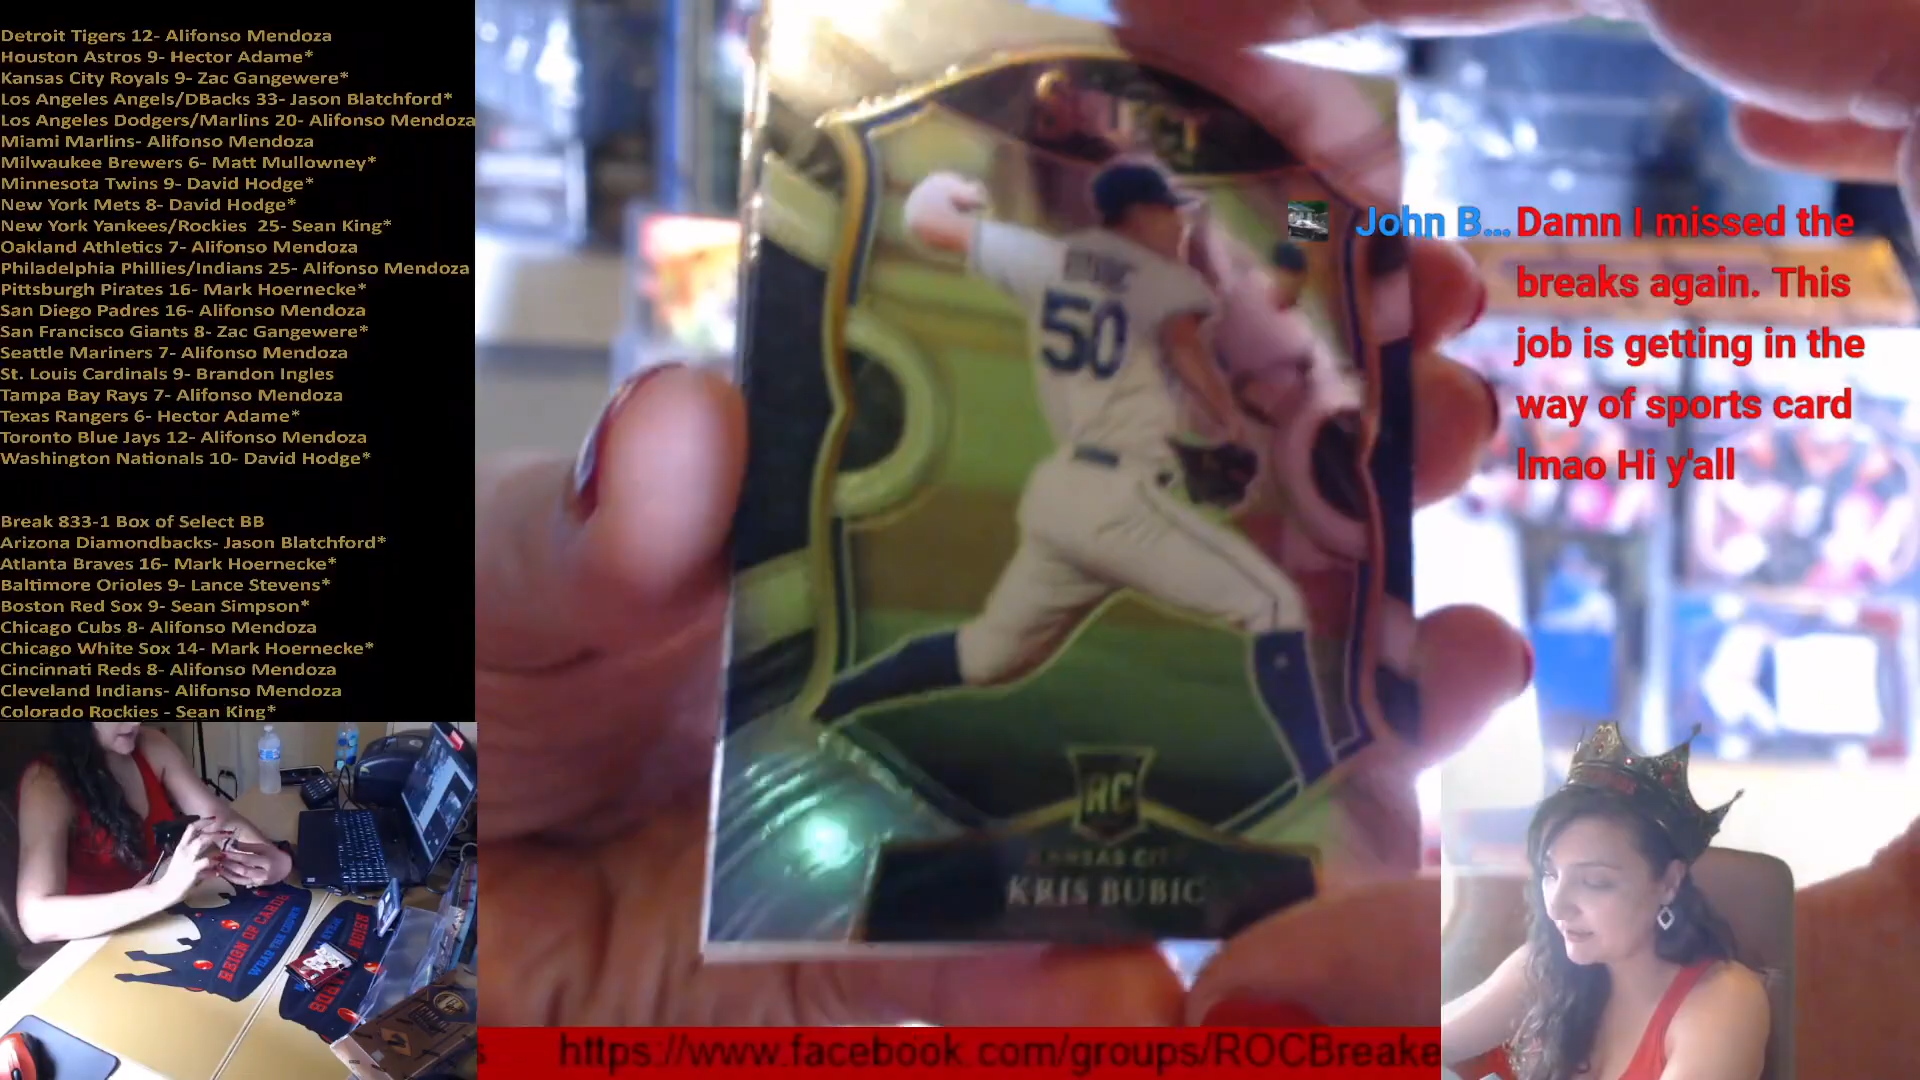 Detroit Tigers 12- Alifonso Mendoza
Houston Astros 9- Hector Adame*
Kansas City Royals 9- Zac Gangewere*
Los Angeles Angels/DBacks 33- Jason Blatchford*
Los Angeles Dodgers/Marlins 20- Alifonso Mendoza
Miami Marlins- Alifonso Mendoza
Milwaukee Brewers 6- Matt Mullowney*
Minnesota Twins 9- David Hodge*
New York Mets 8- David Hodge*
New York Yankees/Rockies  25- Sean King*
Oakland Athletics 7- Alifonso Mendoza
Philadelphia Phillies/Indians 25- Alifonso Mendoza
Pittsburgh Pirates 16- Mark Hoernecke*
San Diego Padres 16- Alifonso Mendoza
San Francisco Giants 8- Zac Gangewere*
Seattle Mariners 7- Alifonso Mendoza
St. Louis Cardinals 9- Brandon Ingles
Tampa Bay Rays 7- Alifonso Mendoza
Texas Rangers 6- Hector Adame*
Toronto Blue Jays 12- Alifonso Mendoza
Washington Nationals 10- David Hodge*
Break 833-1 Box of Select BB
Arizona Diamondbacks- Jason Blatchford*
Atlanta Braves 16- Mark Hoernecke*
Baltimore Orioles 9- Lance Stevens*
Boston Red Sox 9- Sean Simpson*
Chicago Cubs 8- Alifonso Mendoza
Chicago White Sox 14- Mark Hoernecke*
Cincinnati Reds 8- Alifonso Mendoza
Cleveland Indians- Alifonso Mendoza
Colorado Rockies - Sean King*
SELECT
BUBIC
50
RC
KANSAS CITY
KRIS BUBIC
John B... Damn I missed the
breaks again. This
job is getting in the
way of sports card
lmao Hi y'all
REIGN OF CARDS
WEAR THE CROWN
https://www.facebook.com/groups/ROCBreake